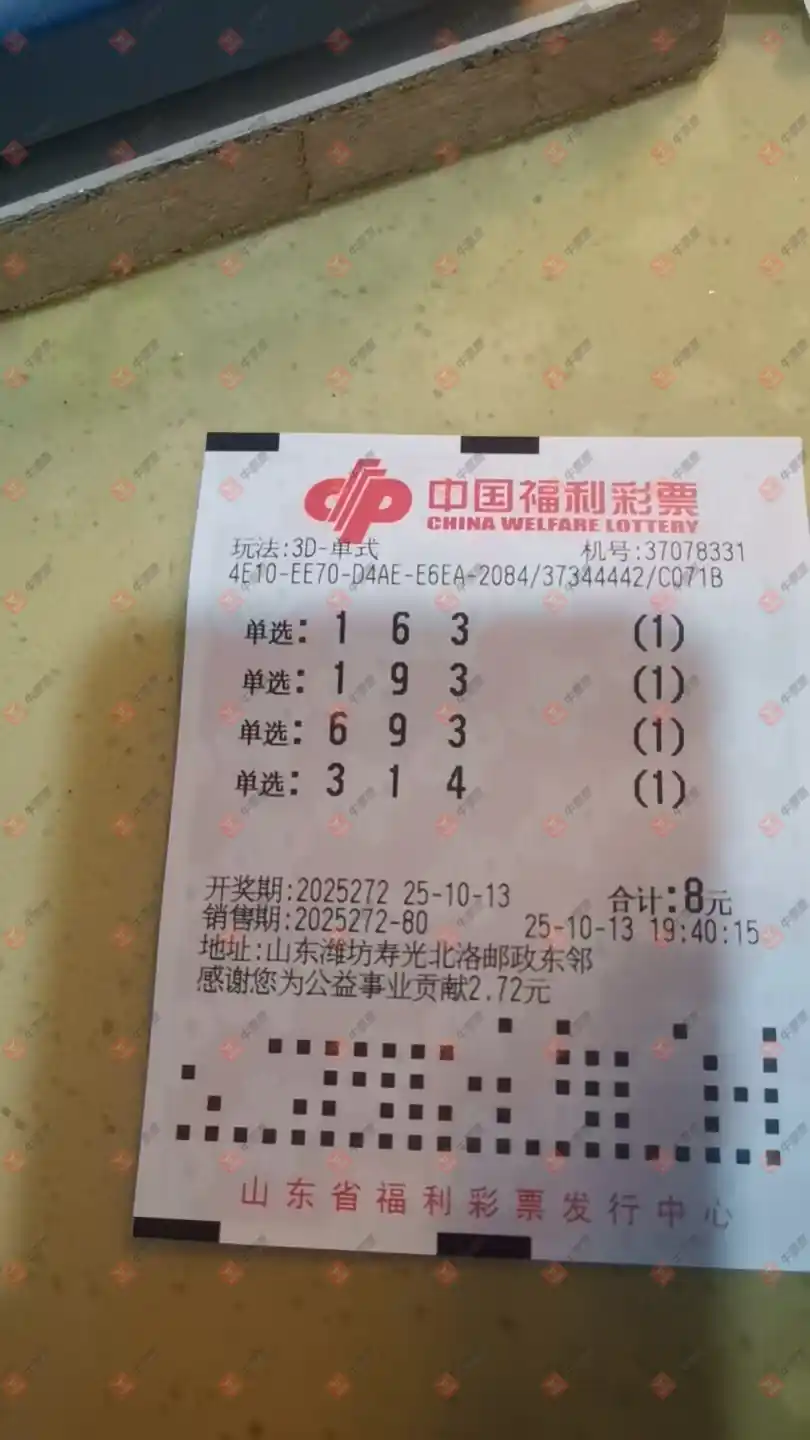 中国福利彩票
CHINA WELFARE LOTTERY
玩法:3D-单式 机号:37078331
4E10-EE70-D4AE-E6EA-2084/37344442/C071B
单选: 1 6 3 (1)
单选: 1 9 3 (1)
单选: 6 9 3 (1)
单选: 3 1 4 (1)
开奖期:2025272 25-10-13 合计:8元
销售期:2025272-80 25-10-13 19:40:15
地址:山东潍坊寿光北洛邮政东邻
感谢您为公益事业贡献2.72元
山东省福利彩票发行中心